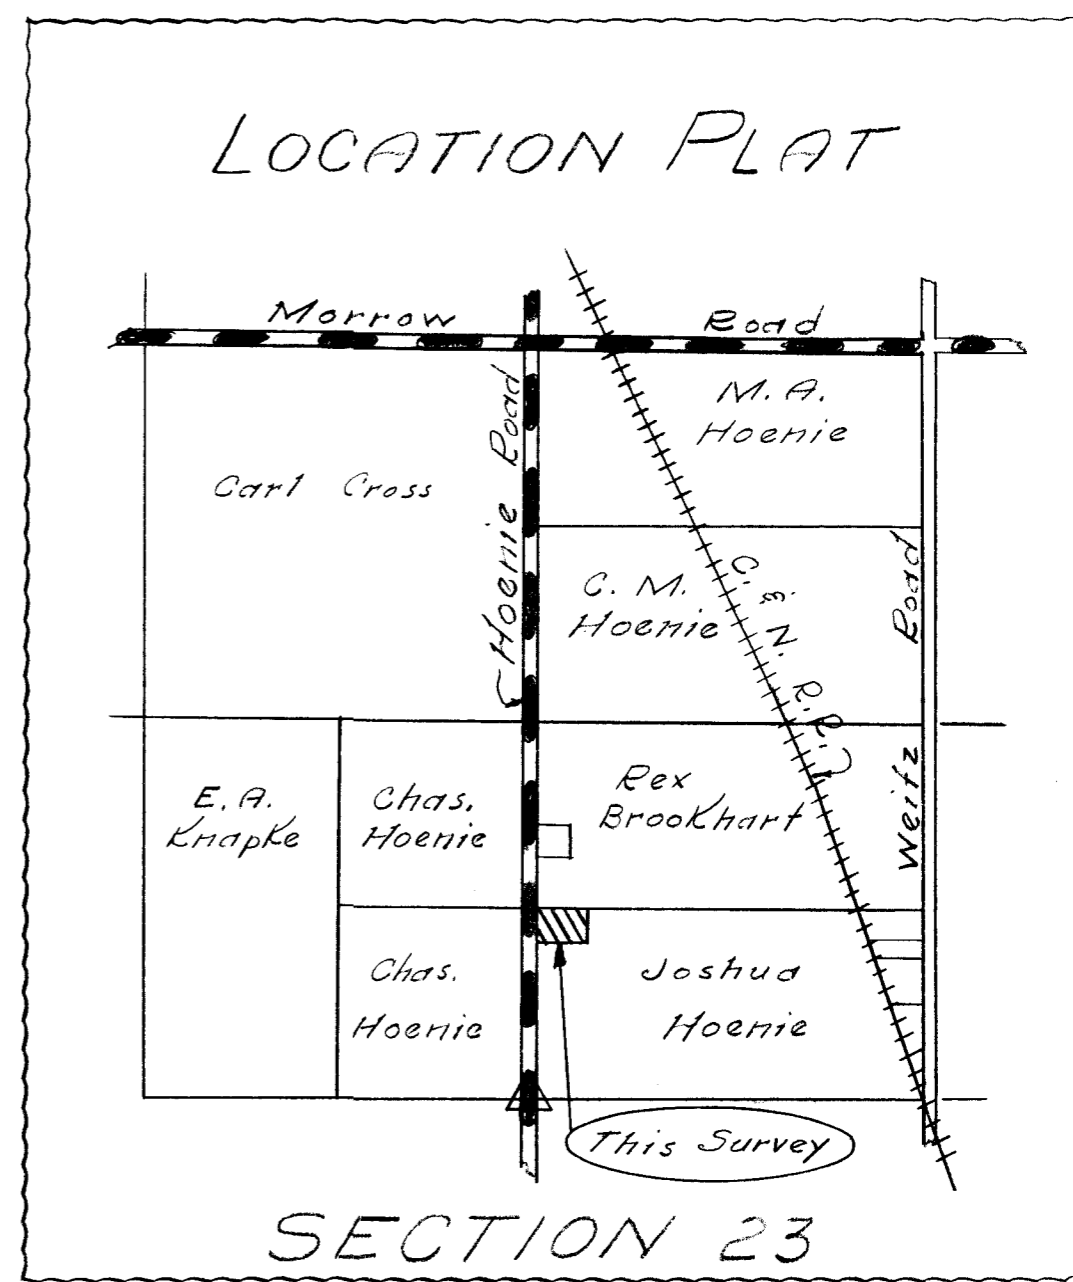 LOCATION PLAT
Morrow Road
M. A.
Hoenie
Hoenie Road
Carl Cross
C. M.
Hoenie
C. & N. R. R.
Weitz Road
E. A.
Knapke
Chas.
Hoenie
Rex
Brookhart
Chas.
Hoenie
Joshua
Hoenie
This Survey
SECTION 23